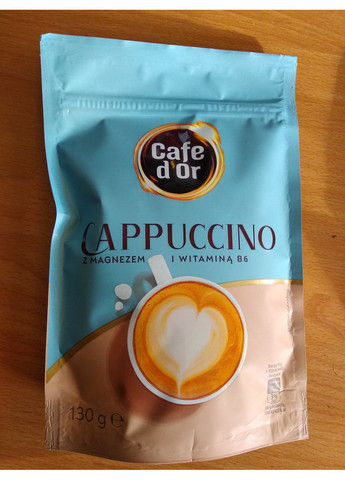 Cafe
d'Or
CAPPUCCINO
Z MAGNEZEM I WITAMINĄ B6
130 g ℮